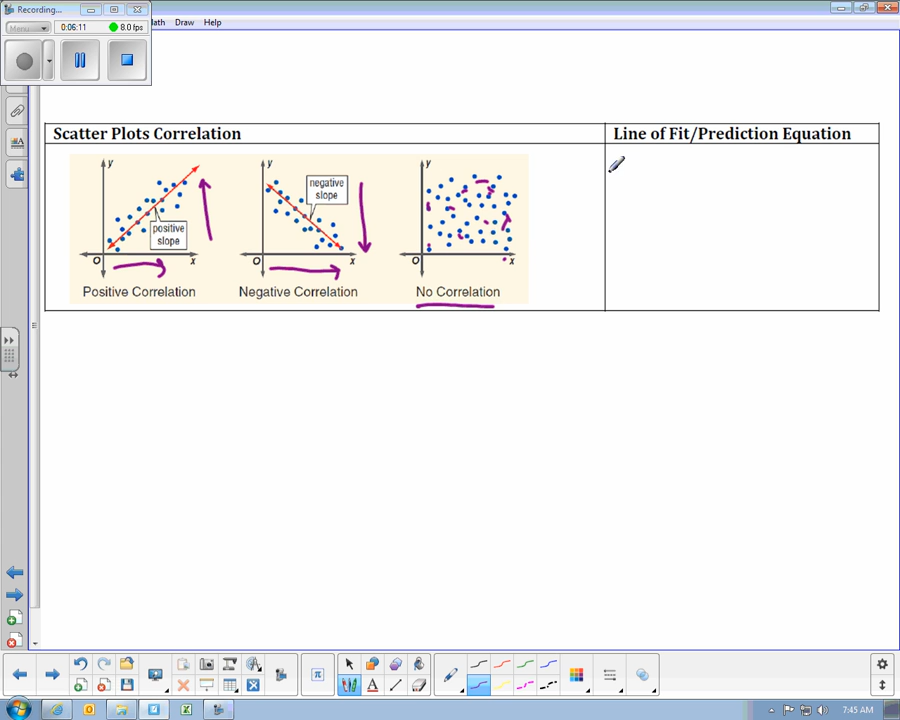 Recording...
Menu
0:06:11
8.0 fps
Math Draw Help
Scatter Plots Correlation
Line of Fit/Prediction Equation
y
positive
slope
O
x
Positive Correlation
y
negative
slope
O
x
Negative Correlation
y
O
x
No Correlation
A
π
7:45 AM